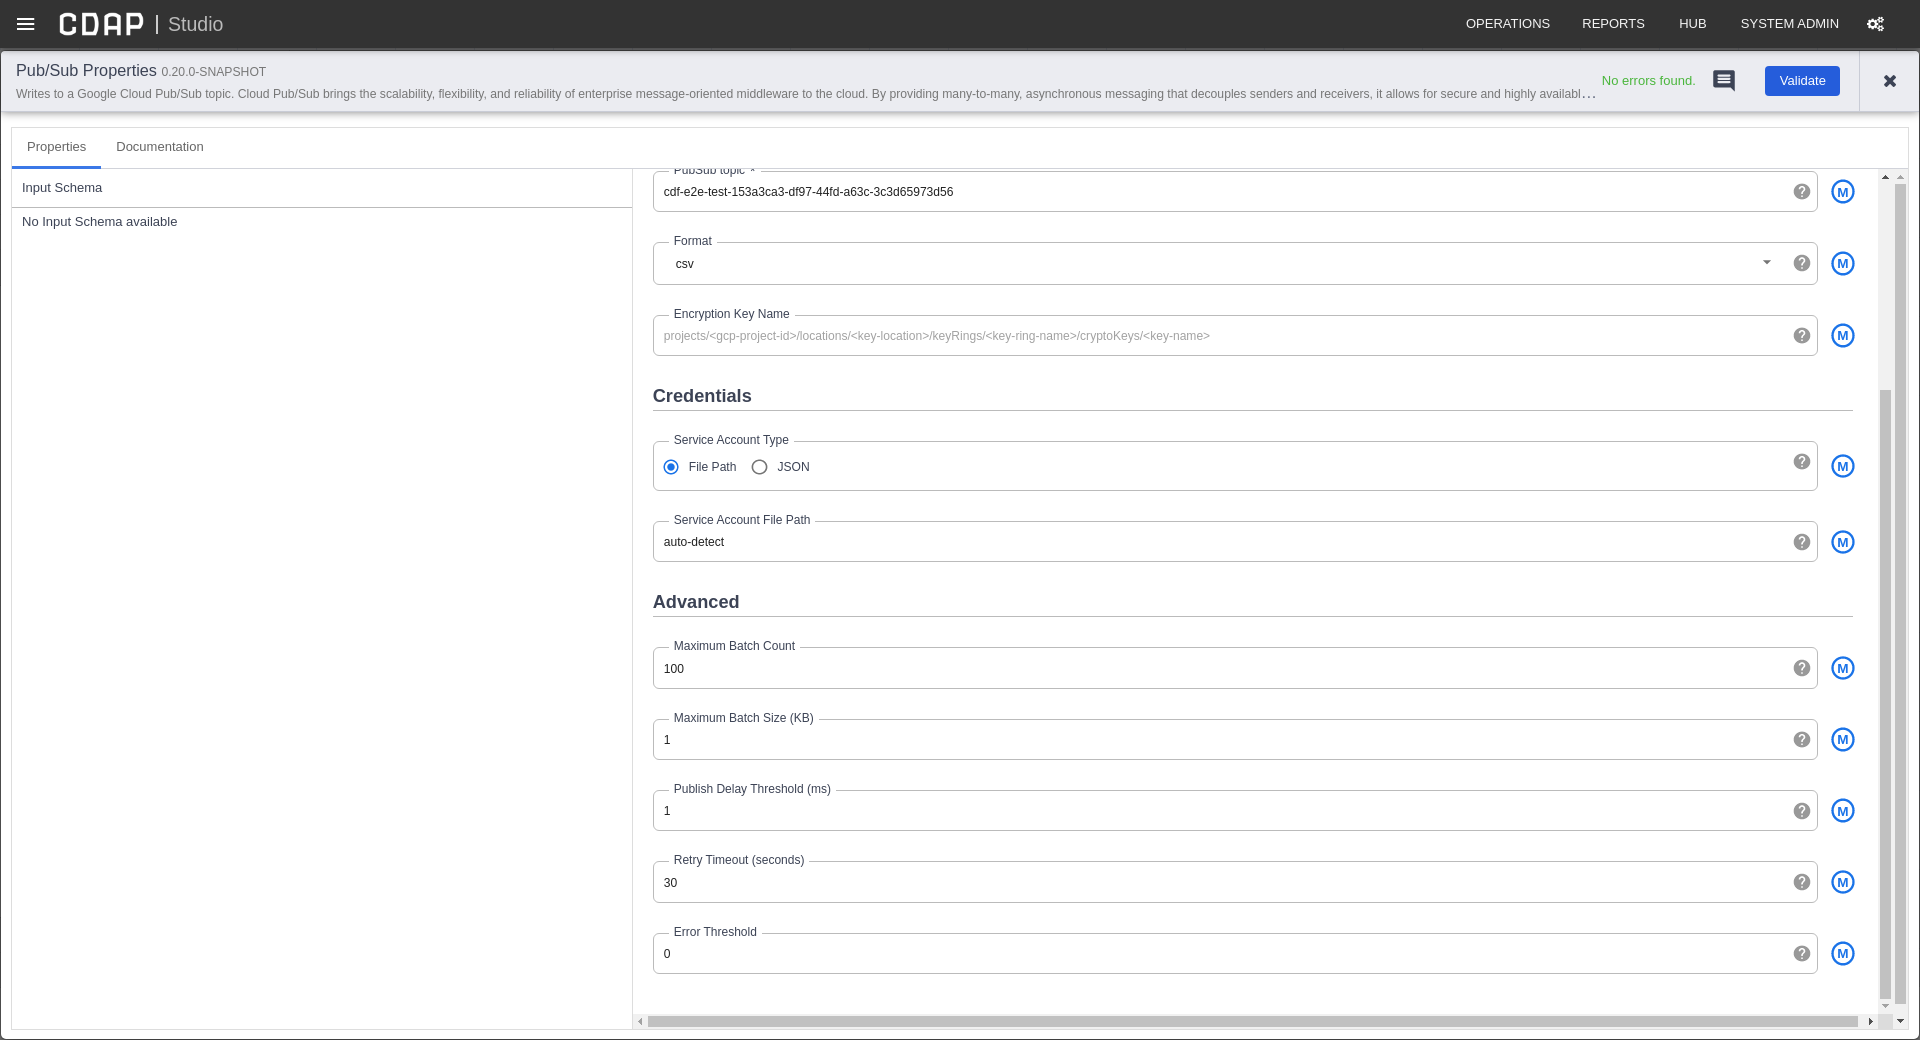 CDAP | Studio
OPERATIONS REPORTS HUB SYSTEM ADMIN
Pub/Sub Properties 0.20.0-SNAPSHOT
Writes to a Google Cloud Pub/Sub topic. Cloud Pub/Sub brings the scalability, flexibility, and reliability of enterprise message-oriented middleware to the cloud. By providing many-to-many, asynchronous messaging that decouples senders and receivers, it allows for secure and highly availabl...
No errors found.
Validate
Properties Documentation
Input Schema
No Input Schema available
PubSub topic *
cdf-e2e-test-153a3ca3-df97-44fd-a63c-3c3d65973d56
? M
Format
csv
? M
Encryption Key Name
projects/<gcp-project-id>/locations/<key-location>/keyRings/<key-ring-name>/cryptoKeys/<key-name>
? M
Credentials
Service Account Type
File Path JSON
? M
Service Account File Path
auto-detect
? M
Advanced
Maximum Batch Count
100
? M
Maximum Batch Size (KB)
1
? M
Publish Delay Threshold (ms)
1
? M
Retry Timeout (seconds)
30
? M
Error Threshold
0
? M